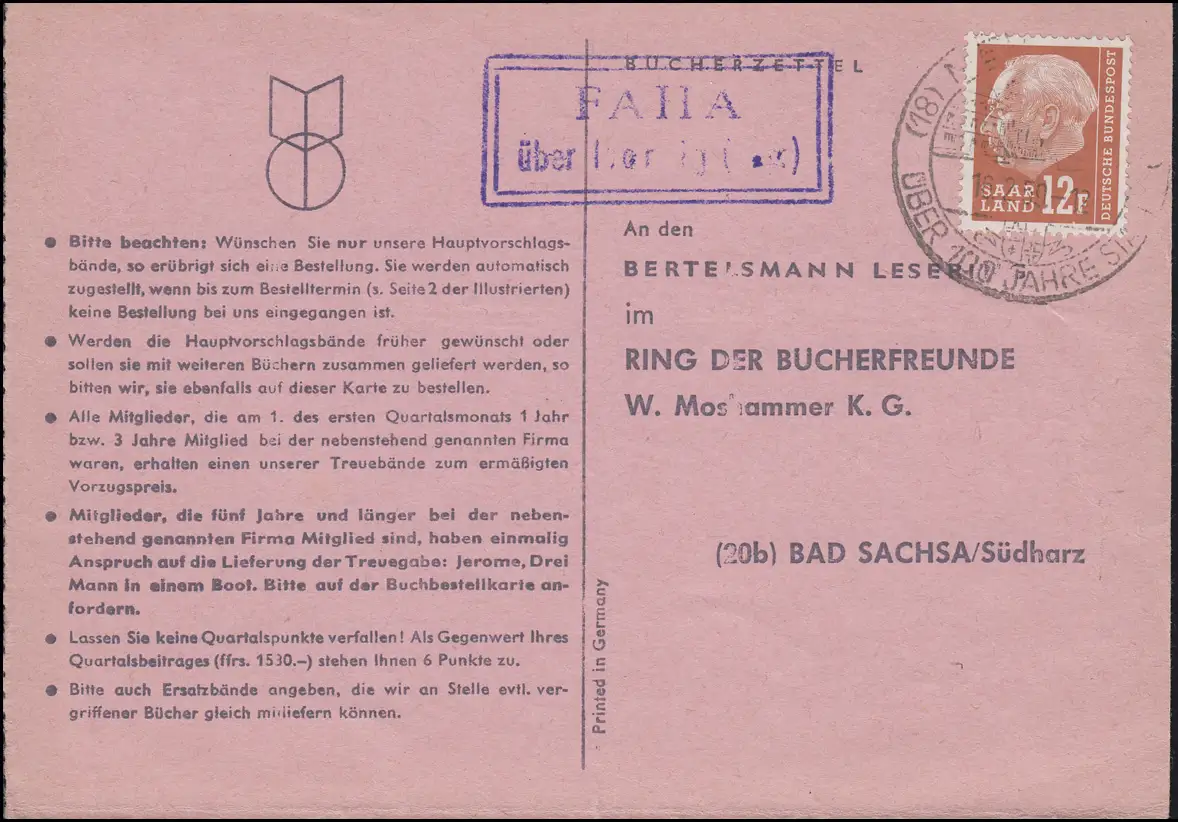 BÜCHERZETTEL
FAHA
über
SAAR
LAND 12 F
DEUTSCHE BUNDESPOST
(18)
ÜBER 100 JAHRE
● Bitte beachten: Wünschen Sie nur unsere Hauptvorschlags-
bände, so erübrigt sich eine Bestellung. Sie werden automatisch
zugestellt, wenn bis zum Bestelltermin (s. Seite 2 der Illustrierten)
keine Bestellung bei uns eingegangen ist.
● Werden die Hauptvorschlagsbände früher gewünscht oder
sollen sie mit weiteren Büchern zusammen geliefert werden, so
bitten wir, sie ebenfalls auf dieser Karte zu bestellen.
● Alle Mitglieder, die am 1. des ersten Quartalsmonats 1 Jahr
bzw. 3 Jahre Mitglied bei der nebenstehend genannten Firma
waren, erhalten einen unserer Treuebände zum ermäßigten
Vorzugspreis.
● Mitglieder, die fünf Jahre und länger bei der neben-
stehend genannten Firma Mitglied sind, haben einmalig
Anspruch auf die Lieferung der Treuegabe: Jerome, Drei
Mann in einem Boot. Bitte auf der Buchbestellkarte an-
fordern.
● Lassen Sie keine Quartalspunkte verfallen! Als Gegenwert Ihres
Quartalsbeitrages (ffrs. 1530.–) stehen Ihnen 6 Punkte zu.
● Bitte auch Ersatzbände angeben, die wir an Stelle evtl. ver-
griffener Bücher gleich mitliefern können.
Printed in Germany
An den
BERTELSMANN LESERING
im
RING DER BÜCHERFREUNDE
W. Moshammer K. G.
(20b) BAD SACHSA/Südharz